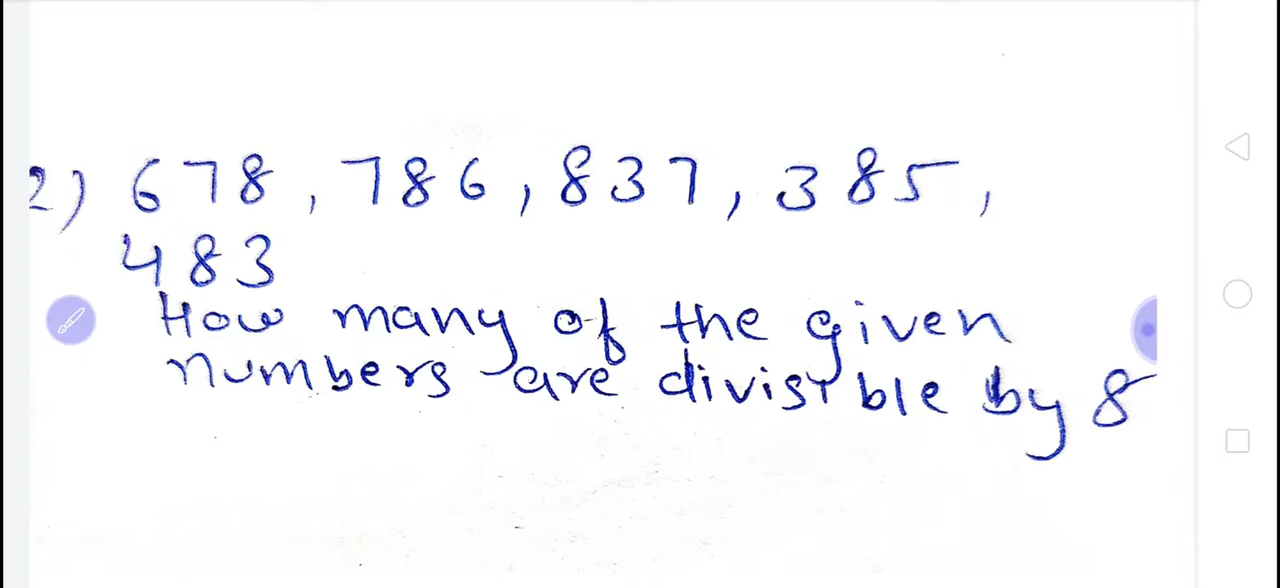 2) 678, 786, 837, 385,
483
How many of the given
numbers are divisible by 8